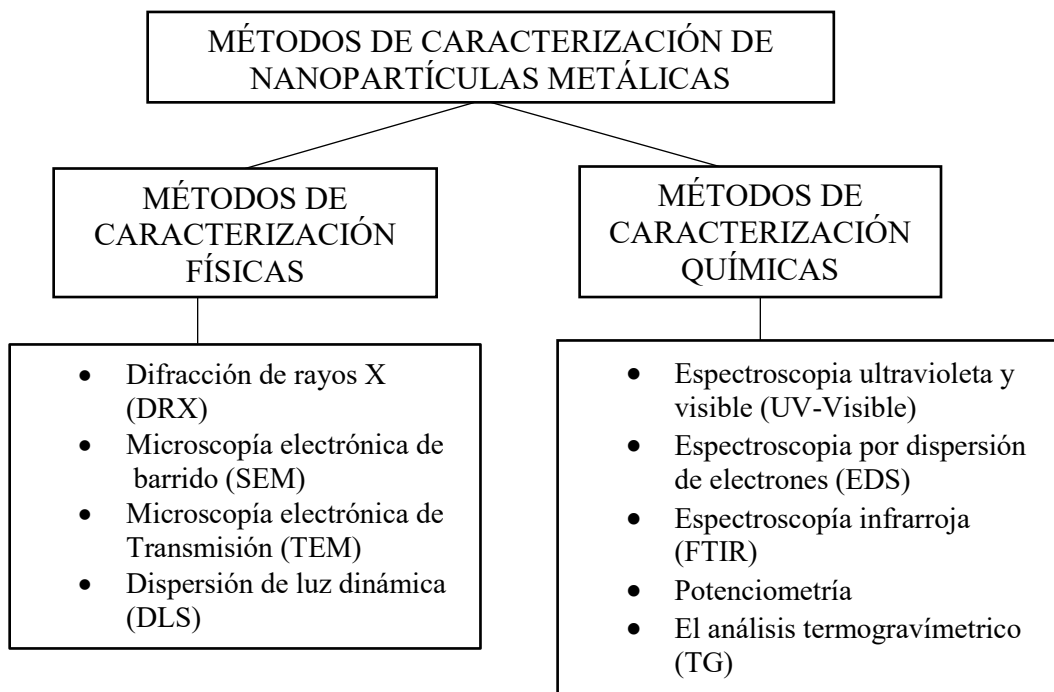 MÉTODOS DE CARACTERIZACIÓN DE
NANOPARTÍCULAS METÁLICAS
MÉTODOS DE
CARACTERIZACIÓN
FÍSICAS
MÉTODOS DE
CARACTERIZACIÓN
QUÍMICAS
• Difracción de rayos X
(DRX)
• Microscopía electrónica de
barrido (SEM)
• Microscopía electrónica de
Transmisión (TEM)
• Dispersión de luz dinámica
(DLS)
• Espectroscopia ultravioleta y
visible (UV-Visible)
• Espectroscopia por dispersión
de electrones (EDS)
• Espectroscopía infrarroja
(FTIR)
• Potenciometría
• El análisis termogravímetrico
(TG)